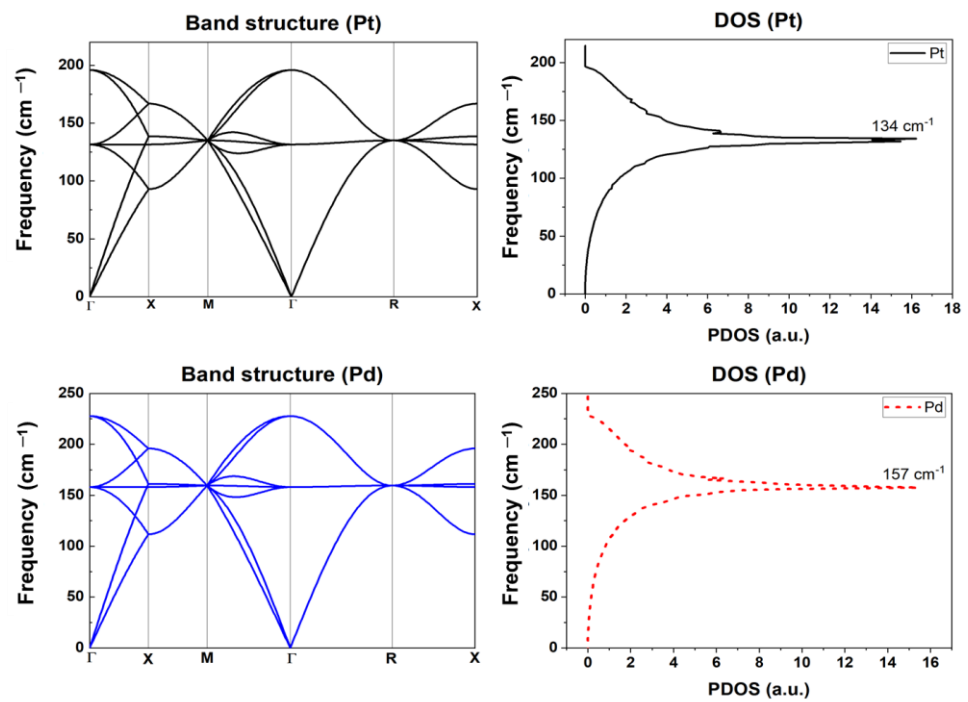 Band structure (Pt)
Frequency (cm −1)
200
150
100
50
0
Γ X M Γ R X
DOS (Pt)
Frequency (cm −1)
200
150
100
50
0
Pt
134 cm-1
0 2 4 6 8 10 12 14 16 18
PDOS (a.u.)
Band structure (Pd)
Frequency (cm −1)
250
200
150
100
50
0
Γ X M Γ R X
DOS (Pd)
Frequency (cm −1)
250
200
150
100
50
0
Pd
157 cm-1
0 2 4 6 8 10 12 14 16
PDOS (a.u.)